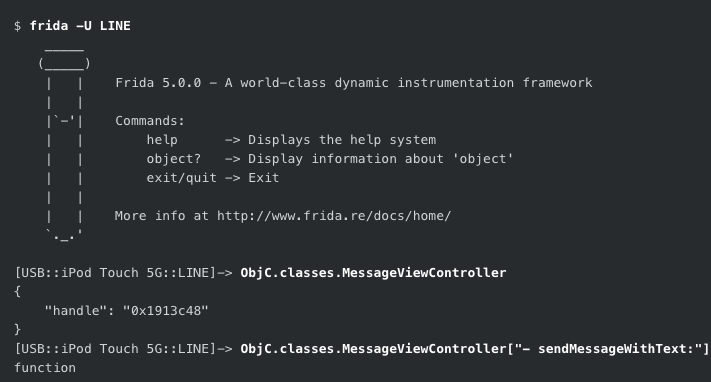 $ frida -U LINE
   _____
  (_____)
   |   |    Frida 5.0.0 - A world-class dynamic instrumentation framework
   |   |
   |`-'|    Commands:
   |   |        help      -> Displays the help system
   |   |        object?   -> Display information about 'object'
   |   |        exit/quit -> Exit
   |   |
   |   |    More info at http://www.frida.re/docs/home/
   `._.'
[USB::iPod Touch 5G::LINE]-> ObjC.classes.MessageViewController
{
    "handle": "0x1913c48"
}
[USB::iPod Touch 5G::LINE]-> ObjC.classes.MessageViewController["- sendMessageWithText:"]
function